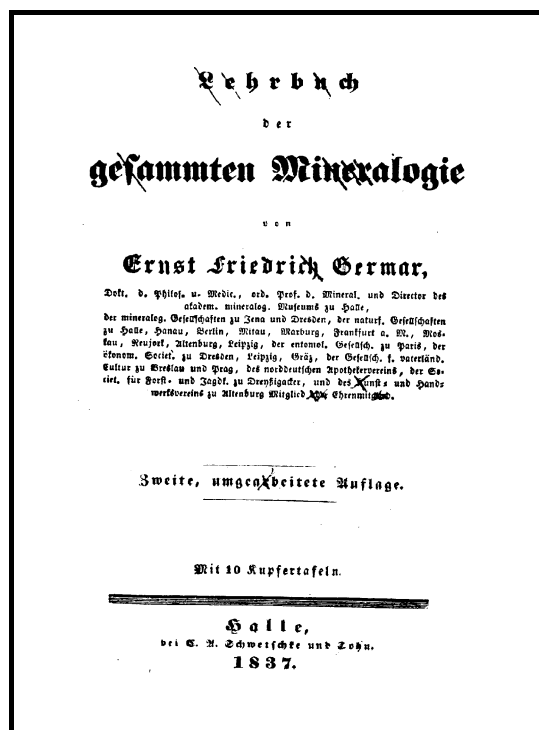 Lehrbuch
der
gesammten Mineralogie
von
Ernst Friedrich Germar,
Dokt. d. Philos. u. Medic., ord. Prof. d. Mineral. und Director des
akadem. mineralog. Museums zu Halle,
der mineralog. Gesellschaften zu Jena und Dresden, der naturf. Gesellschaften
zu Halle, Hanau, Berlin, Mitau, Marburg, Frankfurt a. M., Mos-
kau, Neujork, Altenburg, Leipzig, der entomol. Gesellsch. zu Paris, der
ökonom. Societ. zu Dresden, Leipzig, Gräz, der Gesellsch. f. vaterländ.
Cultur zu Breslau und Prag, des norddeutschen Apothekervereins, der So-
ciet. für Forst- und Jagdk. zu Dreyßigacker, und des Kunst- und Hand-
werksvereins zu Altenburg Mitglied Ehrenmitglied.
Zweite, umgearbeitete Auflage.
Mit 10 Kupfertafeln.
Halle,
bei C. A. Schwetschke und Sohn.
1837.